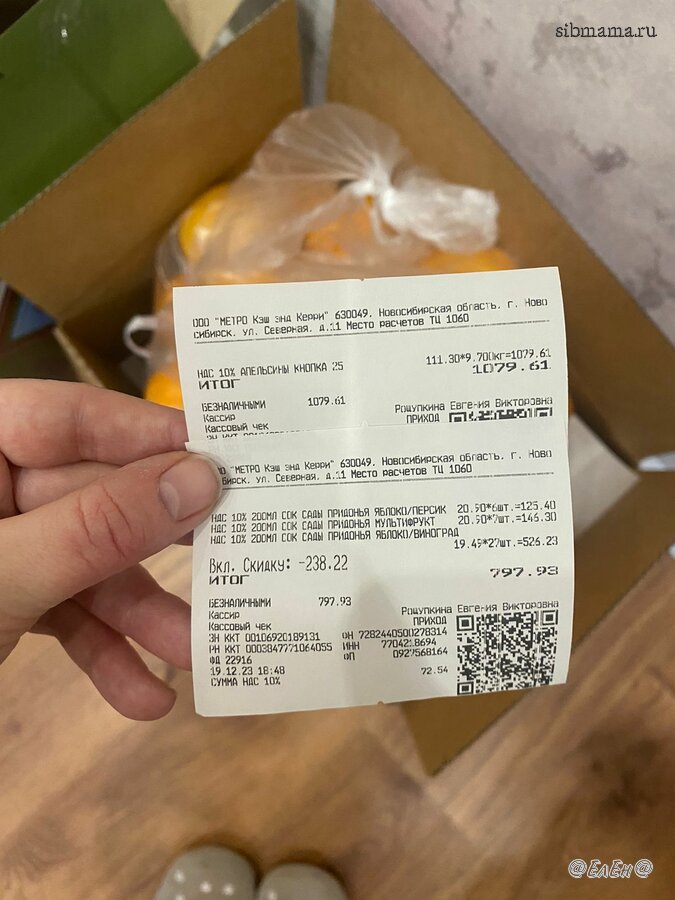 sibmama.ru
ООО "МЕТРО Кэш энд Керри" 630049, Новосибирская область, г. Ново
сибирск, ул. Северная, д.11 Место расчетов ТЦ 1060
НДС 10% АПЕЛЬСИНЫ КНОПКА 25 111.30*9.700кг=1079.61
ИТОГ 1079.61
БЕЗНАЛИЧНЫМИ 1079.61
Кассир Рощупкина Евгения Викторовна
Кассовый чек ПРИХОД
"МЕТРО Кэш энд Керри" 630049, Новосибирская область, г. Ново
бирск, ул. Северная, д.11 Место расчетов ТЦ 1060
НДС 10% 200МЛ СОК САДЫ ПРИДОНЬЯ ЯБЛОКО/ПЕРСИК 20.90*6шт.=125.40
НДС 10% 200МЛ СОК САДЫ ПРИДОНЬЯ МУЛЬТИФРУКТ 20.90*7шт.=146.30
НДС 10% 200МЛ СОК САДЫ ПРИДОНЬЯ ЯБЛОКО/ВИНОГРАД
19.49*27шт.=526.23
Вкл. Скидку: -238.22
ИТОГ 797.93
БЕЗНАЛИЧНЫМИ 797.93
Кассир Рощупкина Евгения Викторовна
Кассовый чек ПРИХОД
ЗН ККТ 00106920189131 ФН 7282440500278314
РН ККТ 0003847771064055 ИНН
ФД 22916 ФП 0927568164
19.12.23 18:48
СУММА НДС 10% 72.54
@ЕлЕн@